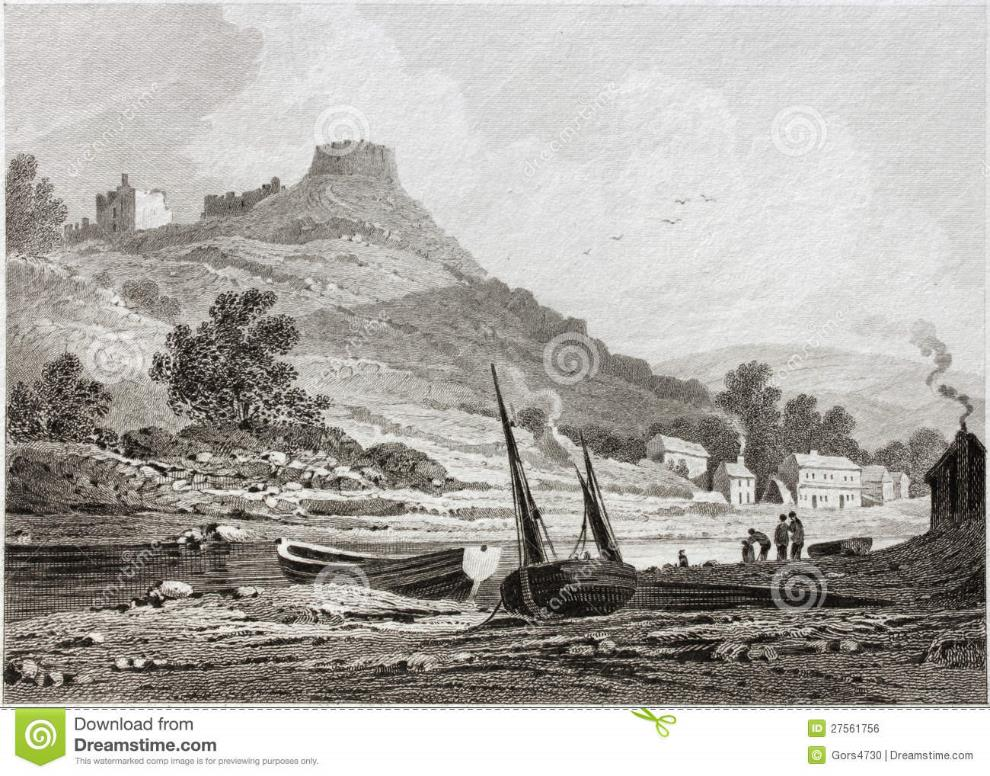 Download from
Dreamstime.com
This watermarked comp image is for previewing purposes only.
ID 27561756
© Gors4730 | Dreamstime.com